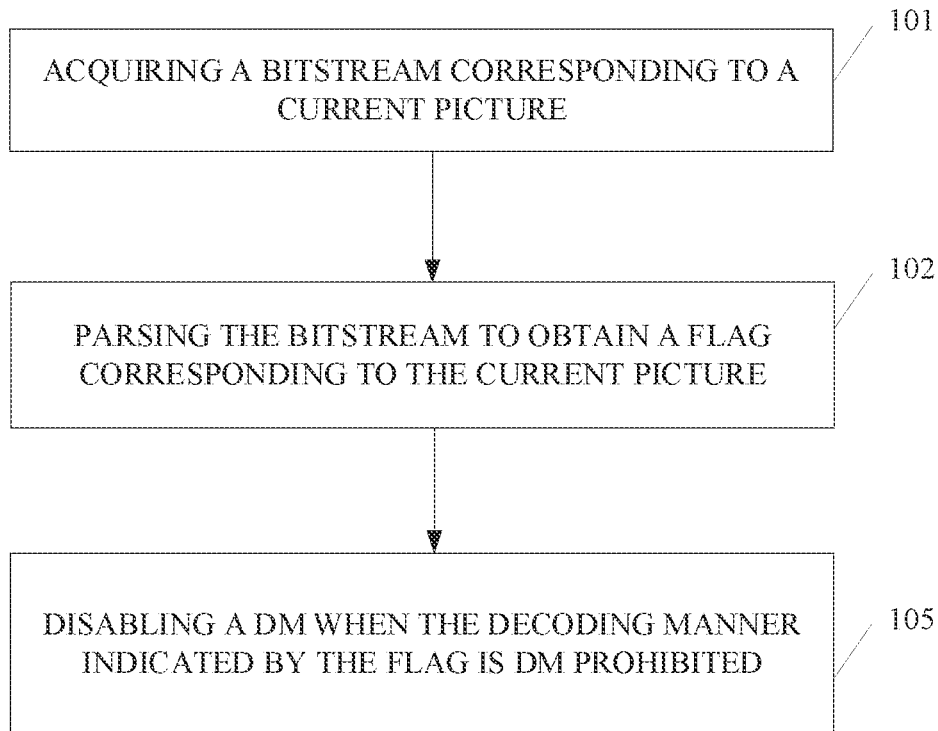 101
ACQUIRING A BITSTREAM CORRESPONDING TO A
CURRENT PICTURE
102
PARSING THE BITSTREAM TO OBTAIN A FLAG
CORRESPONDING TO THE CURRENT PICTURE
105
DISABLING A DM WHEN THE DECODING MANNER
INDICATED BY THE FLAG IS DM PROHIBITED